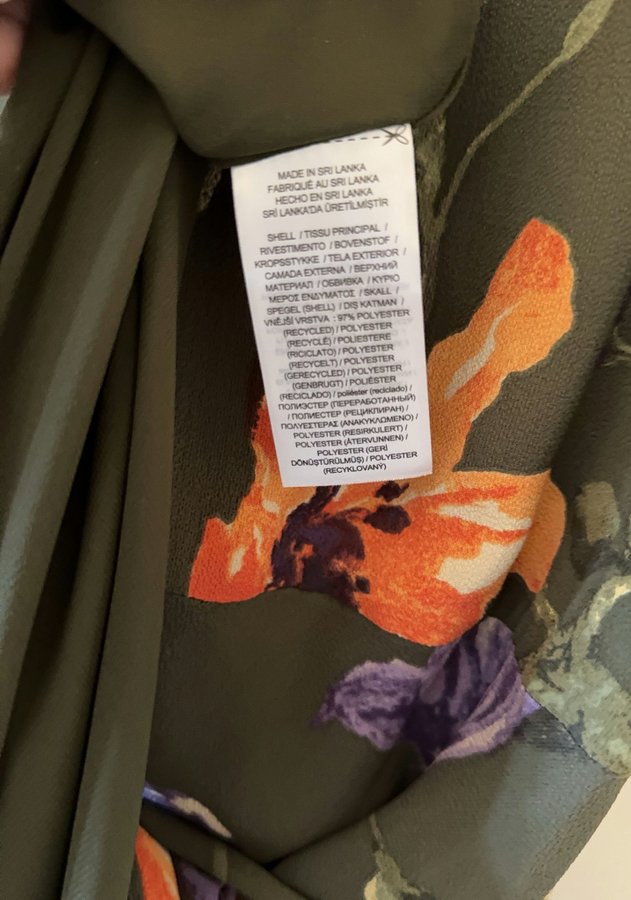 MADE IN SRI LANKA
FABRIQUÉ AU SRI LANKA
HECHO EN SRI LANKA
SRİ LANKA'DA ÜRETİLMİŞTİR
SHELL / TISSU PRINCIPAL /
RIVESTIMENTO / BOVENSTOF /
KROPSSTYKKE / TELA EXTERIOR /
CAMADA EXTERNA / ВЕРХНИЙ
МАТЕРИАЛ / ОБВИВКА / ΚΥΡΙΟ
ΜΕΡΟΣ ΕΝΔΥΜΑΤΟΣ / SKALL /
SPEGEL (SHELL) / DIŞ KATMAN /
VNĚJŠÍ VRSTVA : 97% POLYESTER
(RECYCLED) / POLYESTER
(RECYCLÉ) / POLIESTERE
(RICICLATO) / POLYESTER
(RECYCELT) / POLYESTER
(GERECYCLED) / POLYESTER
(GENBRUGT) / POLIÉSTER
(RECICLADO) / poliéster (reciclado) /
ПОЛИЭСТЕР (ПЕРЕРАБОТАННЫЙ)
/ ПОЛИЕСТЕР (РЕЦИКЛИРАН) /
ΠΟΛΥΕΣΤΕΡΑΣ (ΑΝΑΚΥΚΛΩΜΕΝΟ) /
POLYESTER (RESIRKULERT) /
POLYESTER (ÅTERVUNNEN) /
POLYESTER (GERİ
DÖNÜŞTÜRÜLMÜŞ) / POLYESTER
(RECYKLOVANÝ)